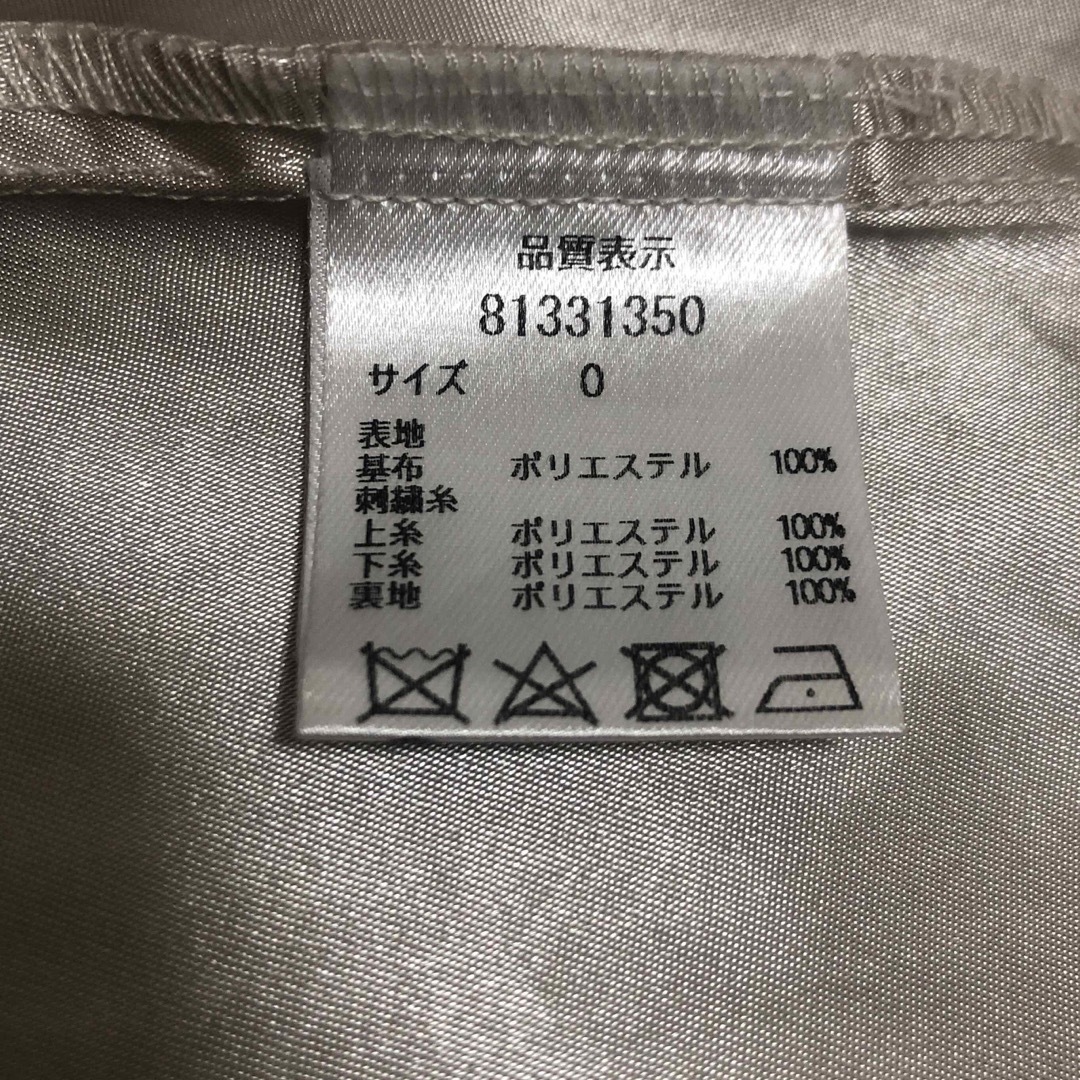 品質表示
81331350
サイズ 0
表地
基布 ポリエステル 100%
刺繍糸
上糸 ポリエステル 100%
下糸 ポリエステル 100%
裏地 ポリエステル 100%